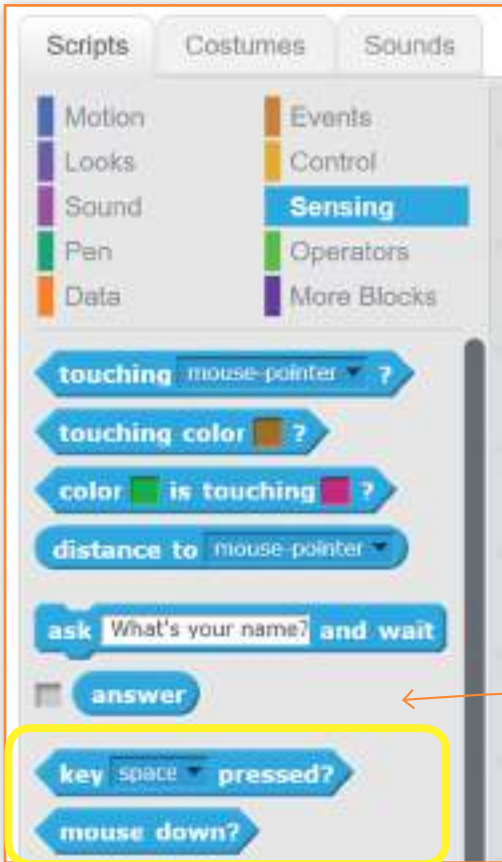 Scripts Costumes Sounds
Motion Events
Looks Control
Sound Sensing
Pen Operators
Data More Blocks
touching mouse-pointer ?
touching color ?
color is touching ?
distance to mouse-pointer
ask What's your name? and wait
answer
key space pressed?
mouse down?